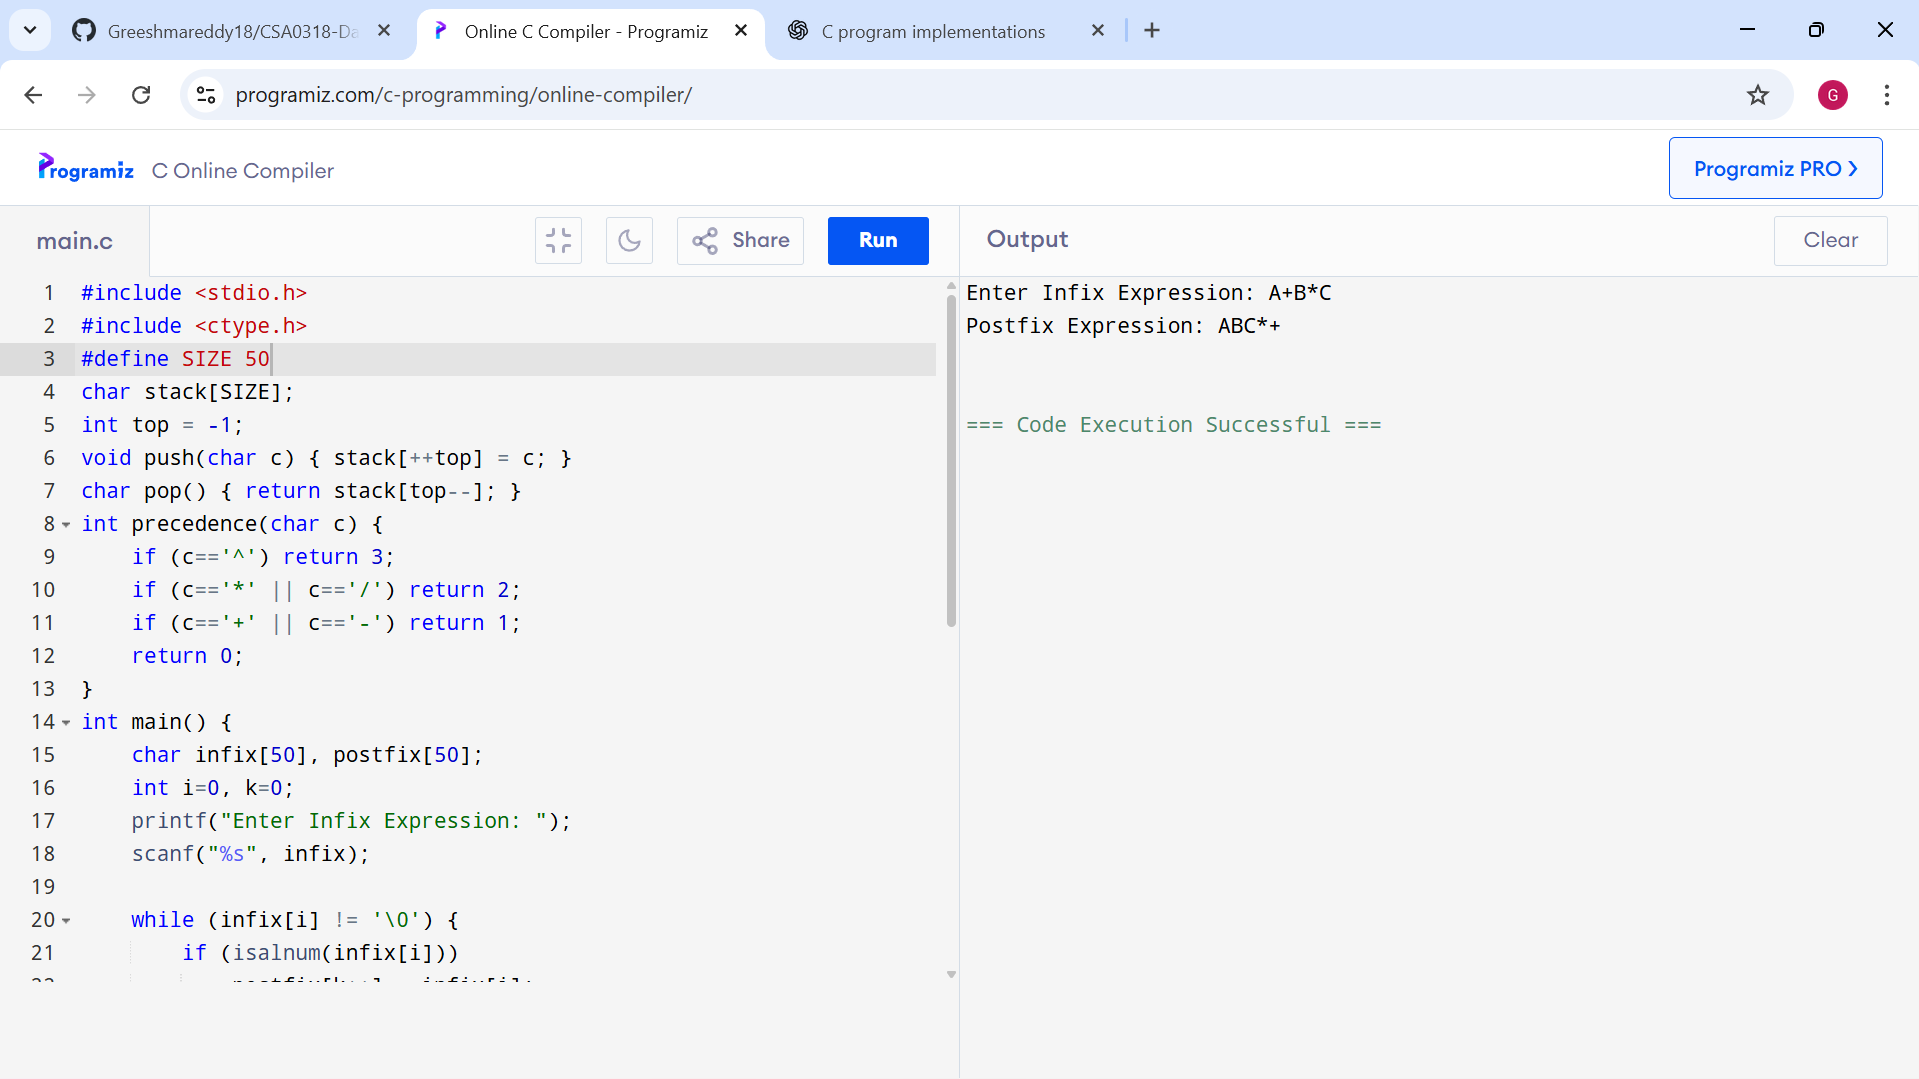 Greeshmareddy18/CSA0318-Da
Online C Compiler - Programiz
C program implementations
programiz.com/c-programming/online-compiler/
G
Programiz
C Online Compiler
Programiz PRO
main.c
Share
Run
Output
Clear
1 #include <stdio.h>
2 #include <ctype.h>
3 #define SIZE 50
4 char stack[SIZE];
5 int top = -1;
6 void push(char c) { stack[++top] = c; }
7 char pop() { return stack[top--]; }
8 int precedence(char c) {
9     if (c=='^') return 3;
10     if (c=='*' || c=='/') return 2;
11     if (c=='+' || c=='-') return 1;
12     return 0;
13 }
14 int main() {
15     char infix[50], postfix[50];
16     int i=0, k=0;
17     printf("Enter Infix Expression: ");
18     scanf("%s", infix);
19
20     while (infix[i] != '\0') {
21         if (isalnum(infix[i]))
Enter Infix Expression: A+B*C
Postfix Expression: ABC*+
=== Code Execution Successful ===